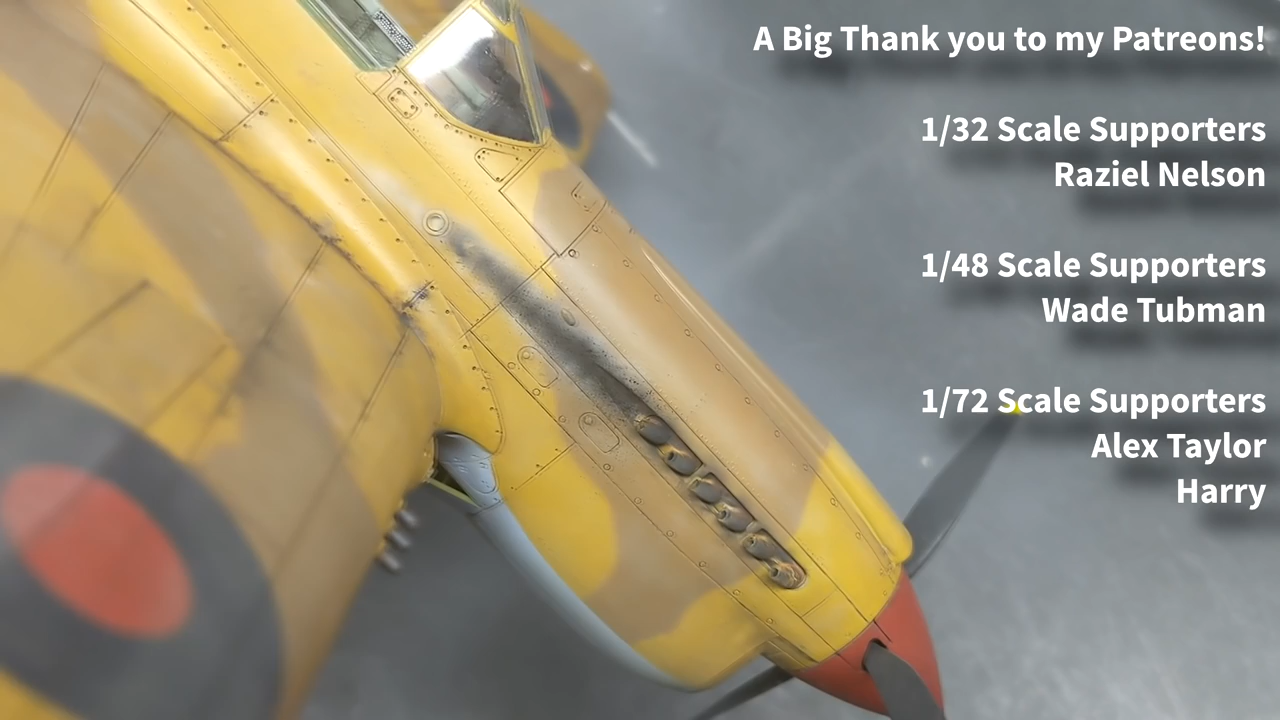 A Big Thank you to my Patreons!
1/32 Scale Supporters
Raziel Nelson
1/48 Scale Supporters
Wade Tubman
1/72 Scale Supporters
Alex Taylor
Harry